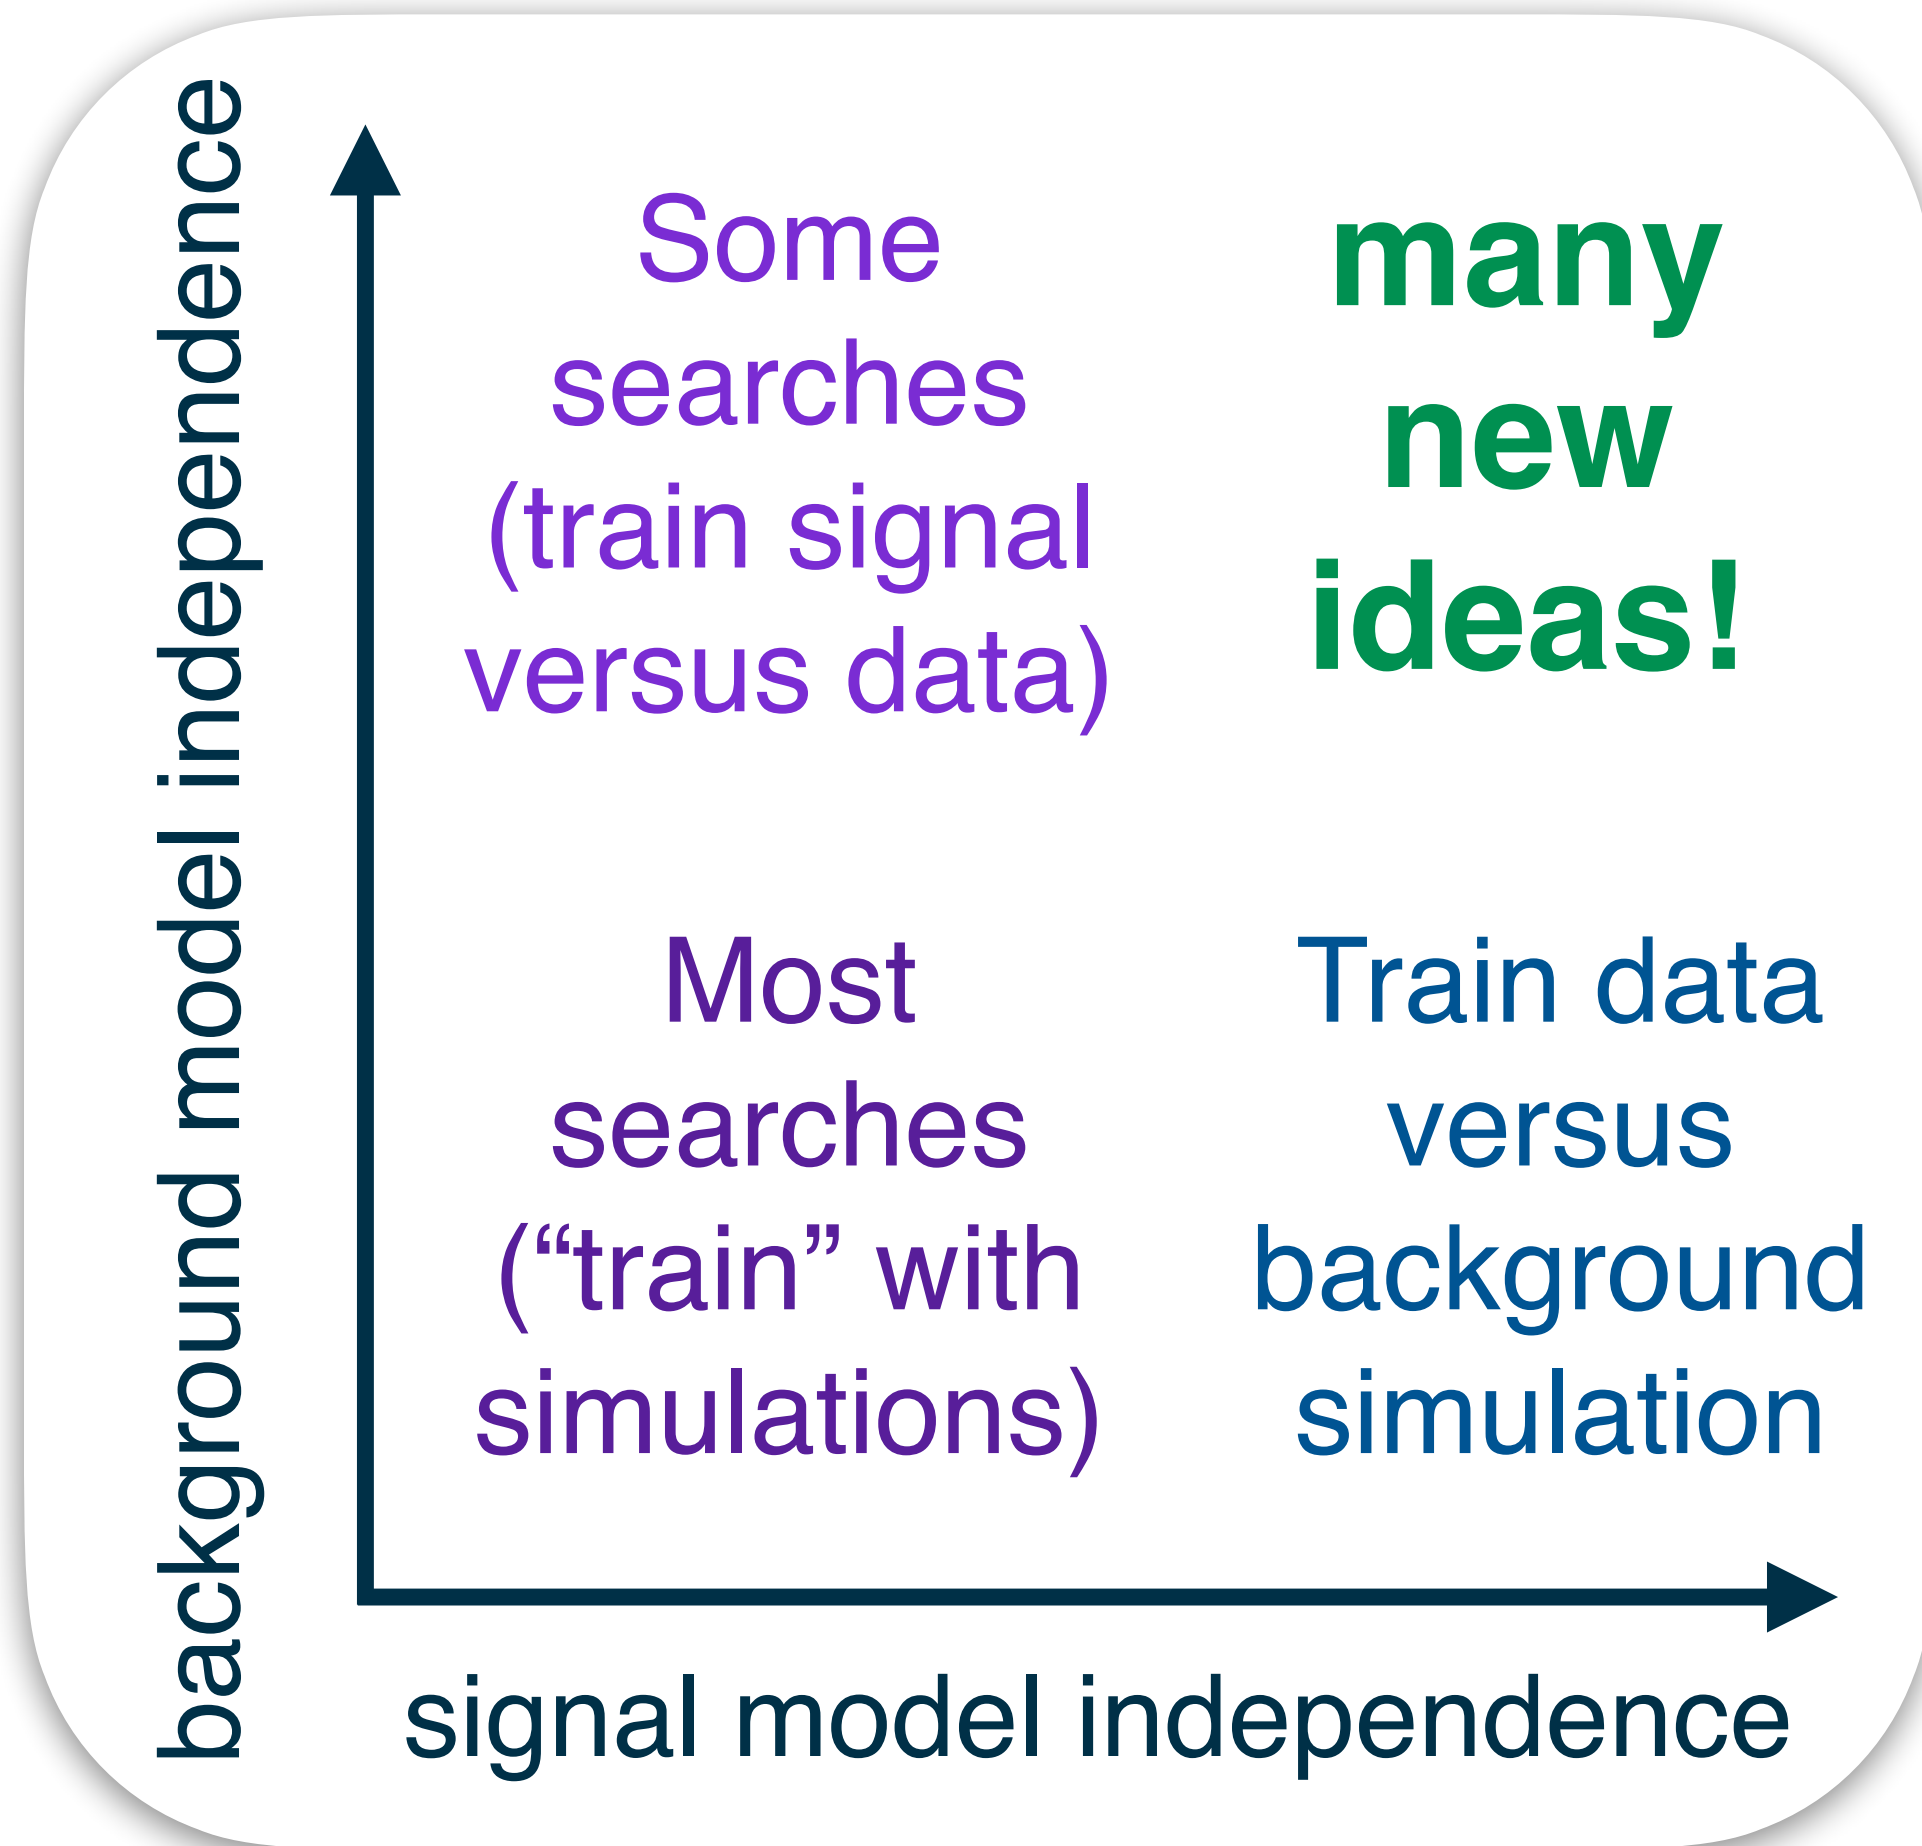 background model independence
Some
searches
(train signal
versus data)
many
new
ideas!
Most
searches
(“train” with
simulations)
Train data
versus
background
simulation
signal model independence